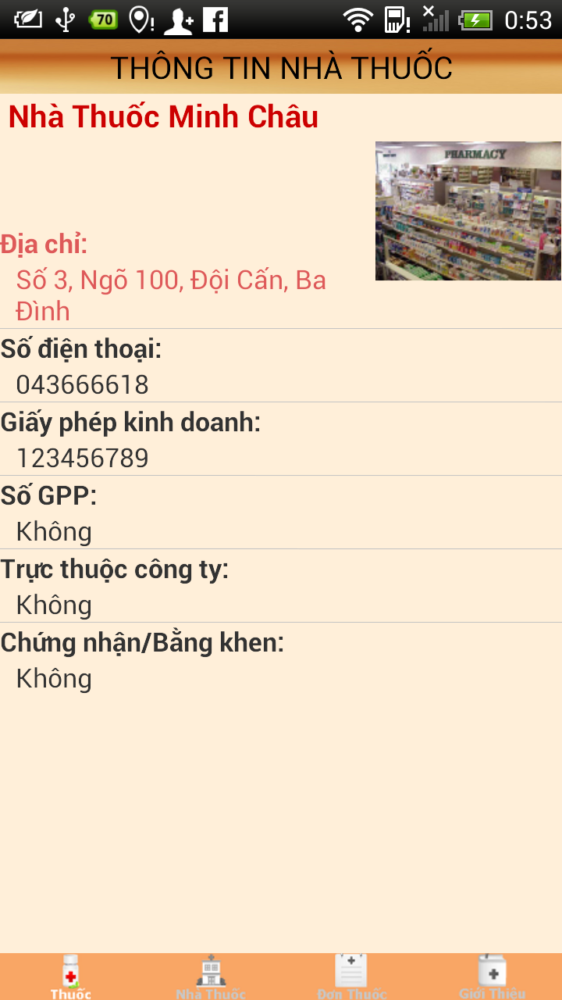 70
0:53
THÔNG TIN NHÀ THUỐC
Nhà Thuốc Minh Châu
PHARMACY
Địa chỉ:
Số 3, Ngõ 100, Đội Cấn, Ba
Đình
Số điện thoại:
043666618
Giấy phép kinh doanh:
123456789
Số GPP:
Không
Trực thuộc công ty:
Không
Chứng nhận/Bằng khen:
Không
Thuốc
Nhà Thuốc
Đơn Thuốc
Giới Thiệu